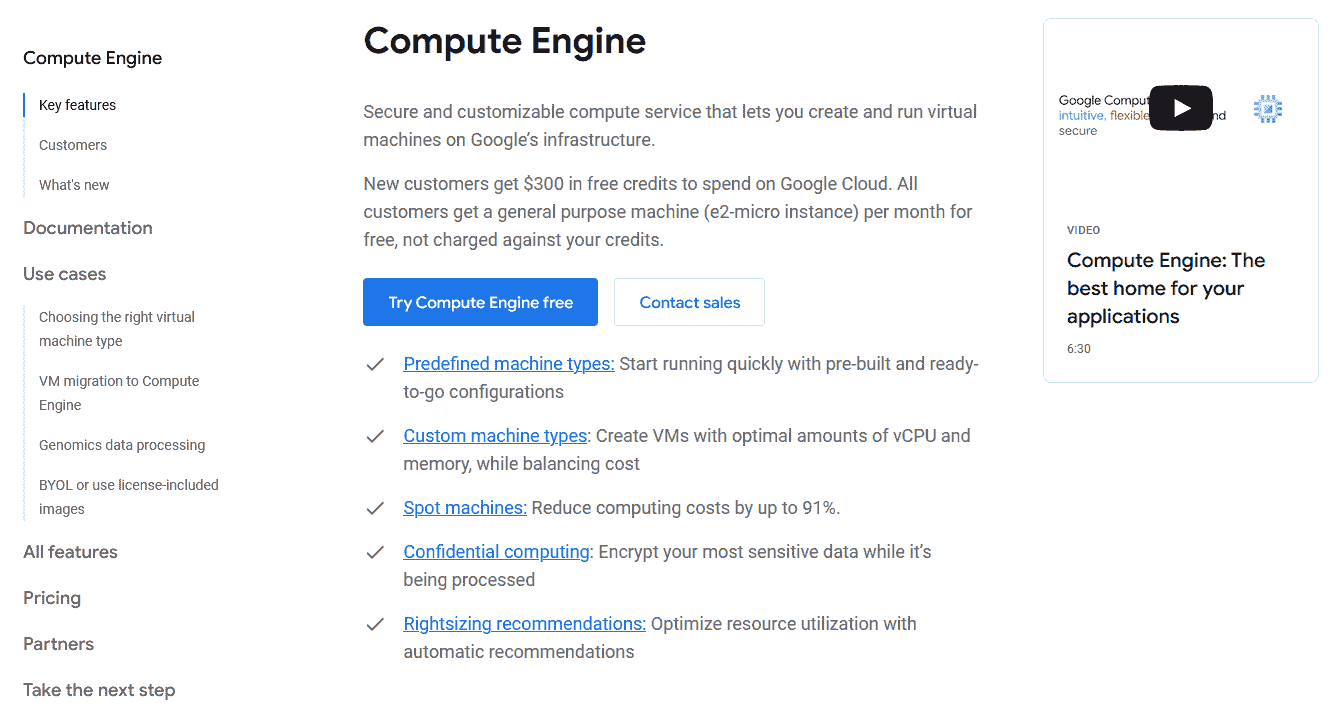 Compute Engine
Key features
Customers
What's new
Documentation
Use cases
Choosing the right virtual
machine type
VM migration to Compute
Engine
Genomics data processing
BYOL or use license-included
images
All features
Pricing
Partners
Take the next step
Compute Engine
Secure and customizable compute service that lets you create and run virtual
machines on Google’s infrastructure.
New customers get $300 in free credits to spend on Google Cloud. All
customers get a general purpose machine (e2-micro instance) per month for
free, not charged against your credits.
Try Compute Engine free
Contact sales
Predefined machine types: Start running quickly with pre-built and ready-
to-go configurations
Custom machine types: Create VMs with optimal amounts of vCPU and
memory, while balancing cost
Spot machines: Reduce computing costs by up to 91%.
Confidential computing: Encrypt your most sensitive data while it’s
being processed
Rightsizing recommendations: Optimize resource utilization with
automatic recommendations
Google
intuitive, flexible
secure
VIDEO
Compute Engine: The
best home for your
applications
6:30